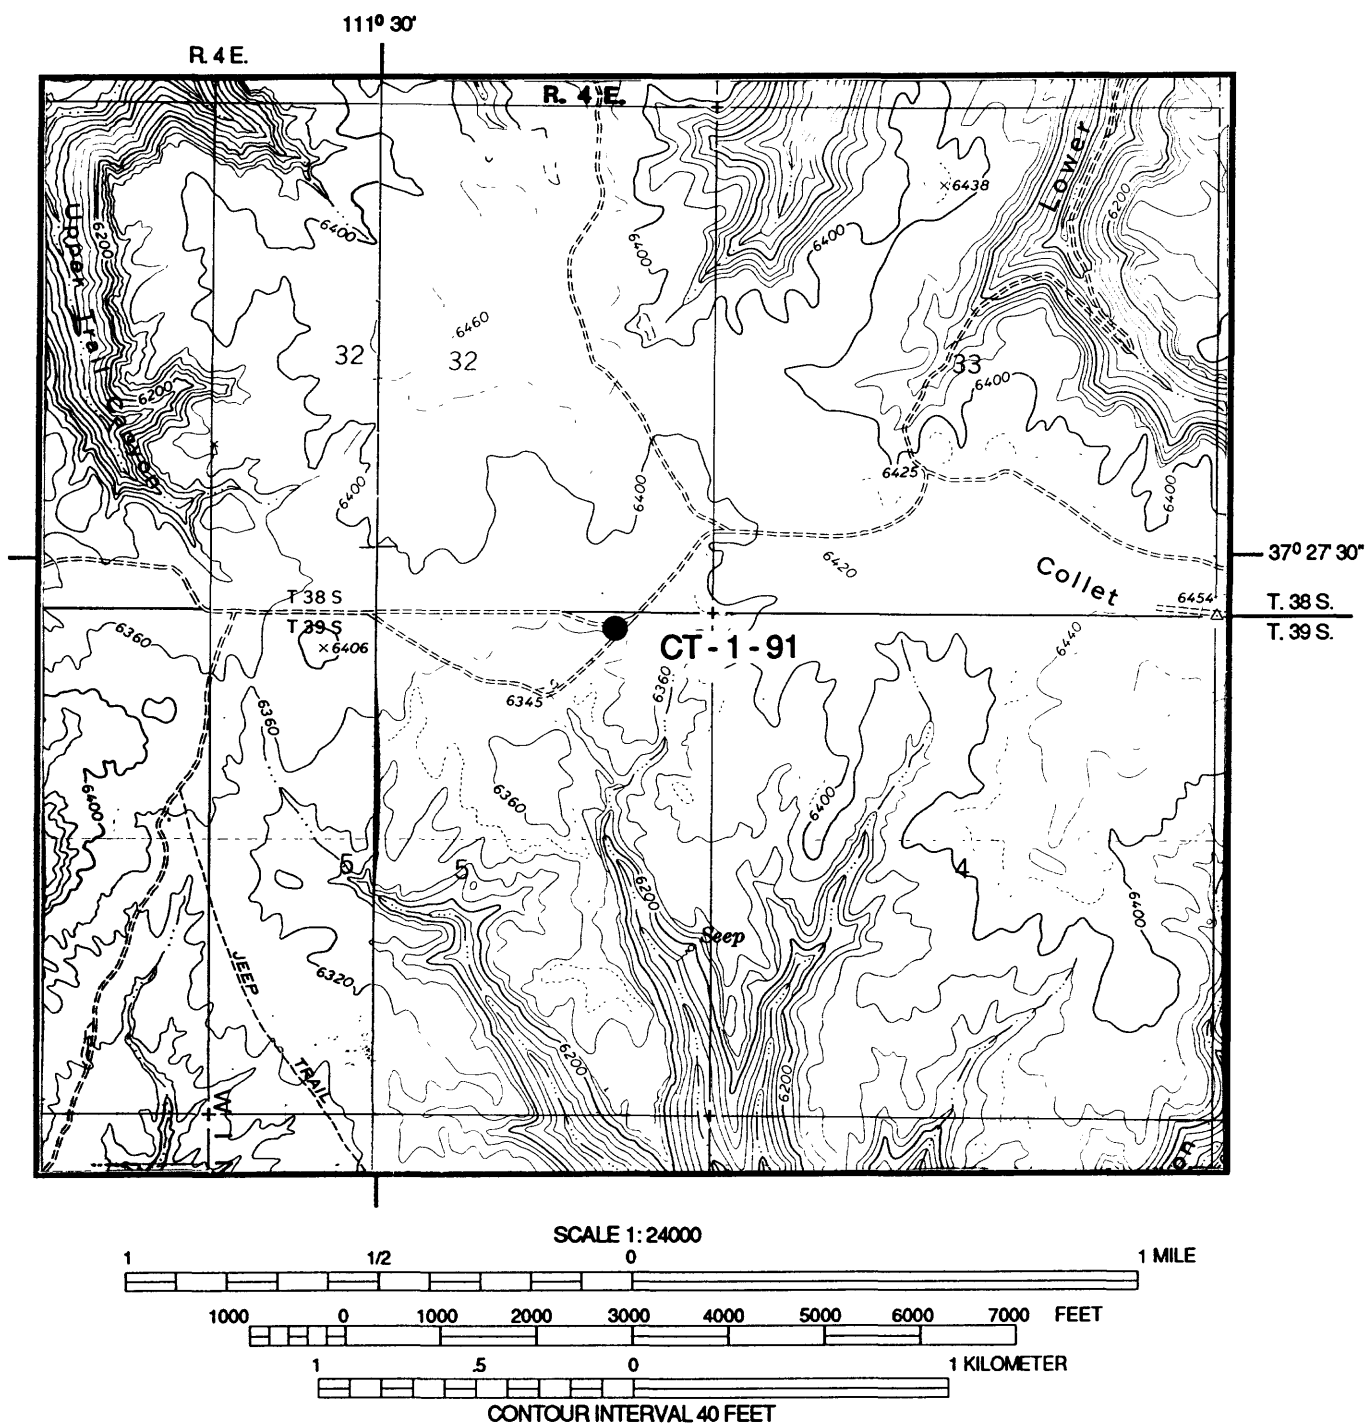 111° 30'
R. 4 E.
R. 4 E.
Lower
6438
6200
6400
6400
6400
Upper Trail Canyon
6200
6460
32
32
33
6400
6200
6425
6400
6400
6400
37° 27' 30"
6420
Collet
6454
T 38 S
T. 38 S.
T 39 S
T. 39 S.
6360
6406
CT - 1 - 91
6440
6345
6360
6360
6400
6360
6400
5
5
4
6200
6400
Seep
JEEP
6320
TRAIL
6200
6200
SCALE 1: 24000
1 1/2 0 1 MILE
1000 0 1000 2000 3000 4000 5000 6000 7000 FEET
1 .5 0 1 KILOMETER
CONTOUR INTERVAL 40 FEET